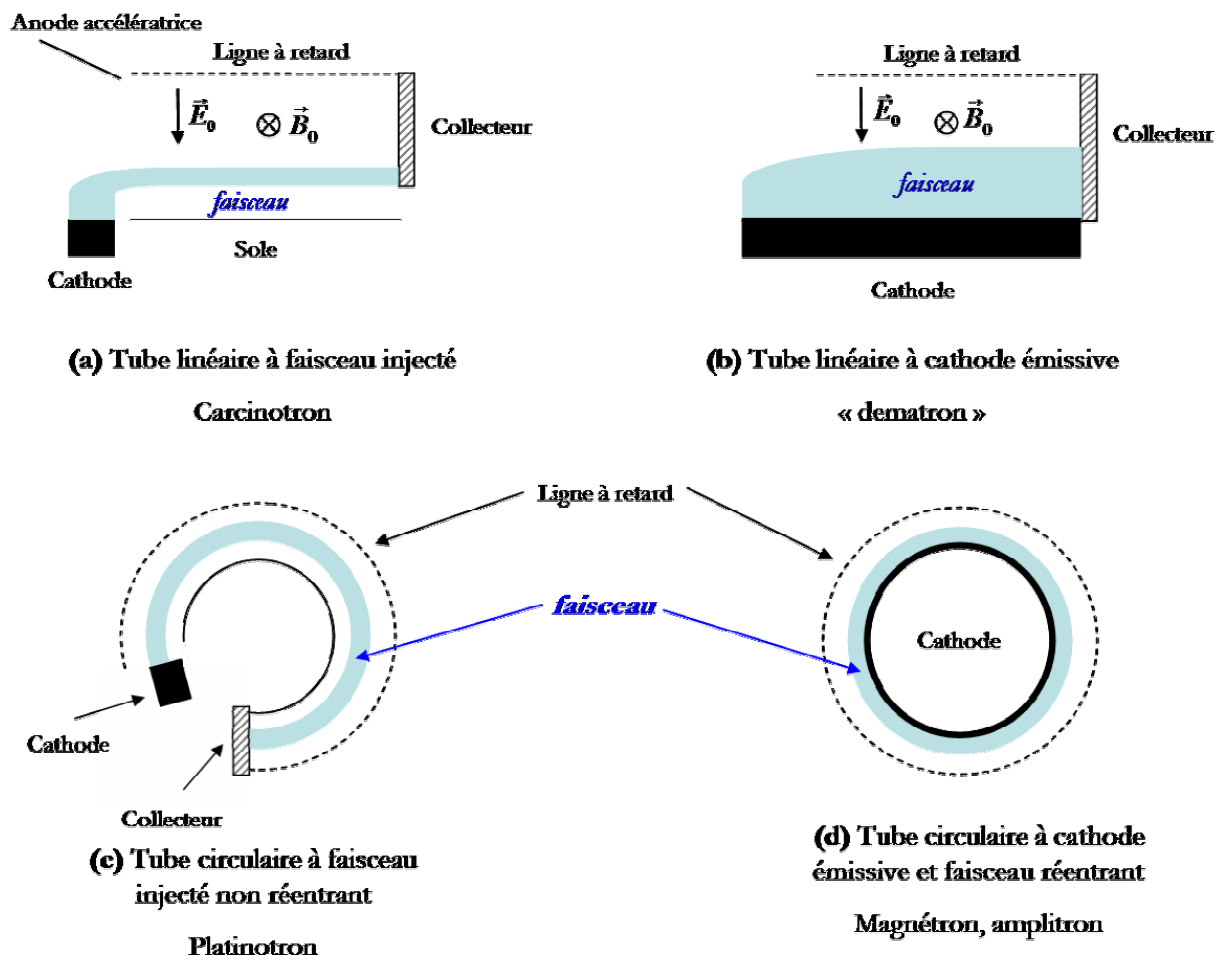 Anode accélératrice
Ligne à retard
E₀
B₀
Collecteur
faisceau
Sole
Cathode
(a) Tube linéaire à faisceau injecté
Carcinotron
Ligne à retard
E₀
B₀
Collecteur
faisceau
Cathode
(b) Tube linéaire à cathode émissive
« dematron »
Ligne à retard
faisceau
Cathode
Collecteur
(c) Tube circulaire à faisceau
injecté non réentrant
Platinotron
Cathode
(d) Tube circulaire à cathode
émissive et faisceau réentrant
Magnétron, amplitron